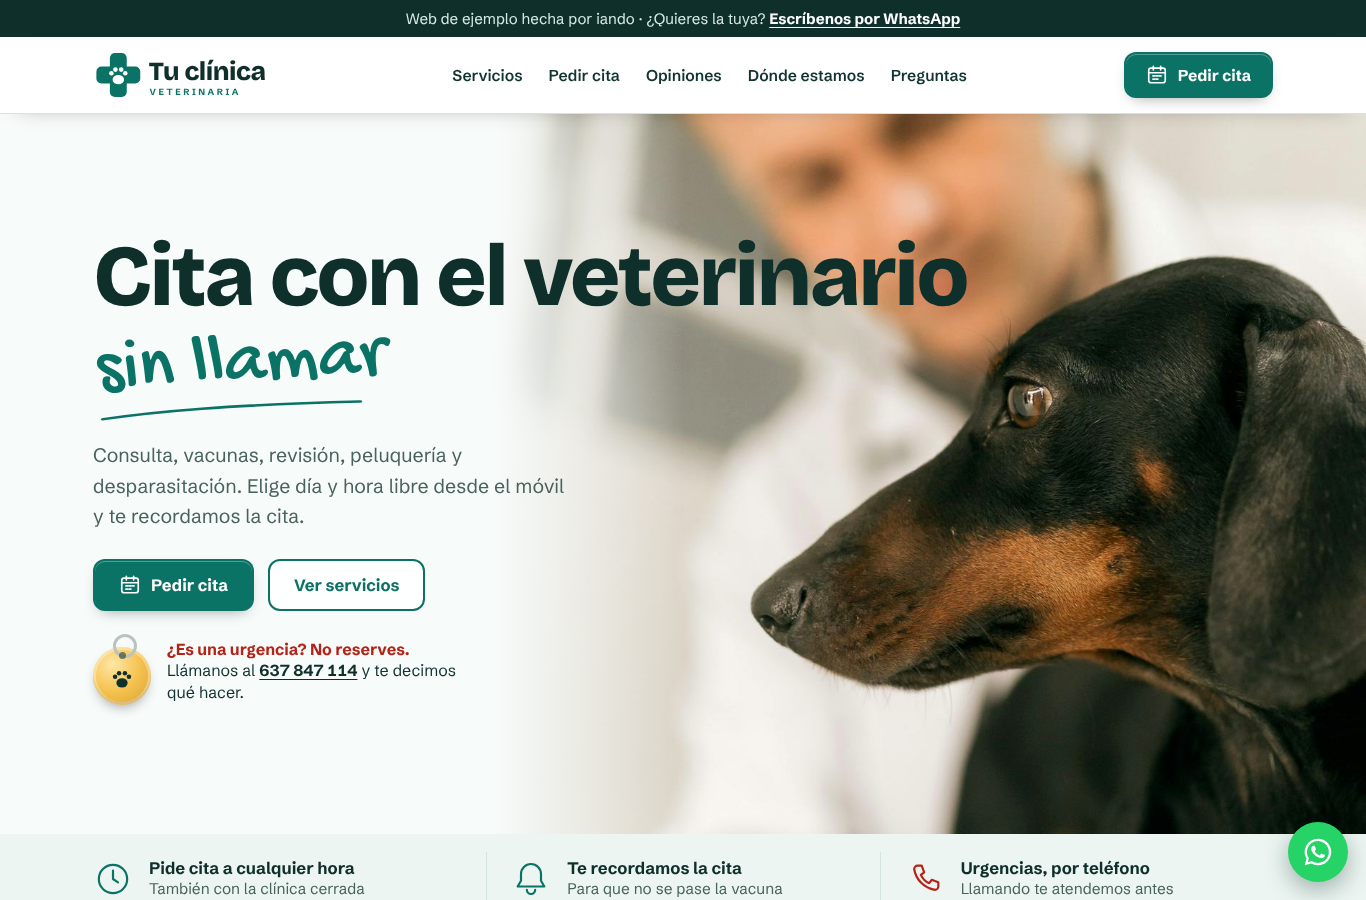 Web de ejemplo hecha por iando · ¿Quieres la tuya? Escríbenos por WhatsApp
Tu clínica
VETERINARIA
Servicios
Pedir cita
Opiniones
Dónde estamos
Preguntas
Pedir cita
Cita con el veterinario
sin llamar
Consulta, vacunas, revisión, peluquería y
desparasitación. Elige día y hora libre desde el móvil
y te recordamos la cita.
Pedir cita
Ver servicios
¿Es una urgencia? No reserves.
Llámanos al 637 847 114 y te decimos
qué hacer.
Pide cita a cualquier hora
También con la clínica cerrada
Te recordamos la cita
Para que no se pase la vacuna
Urgencias, por teléfono
Llamando te atendemos antes